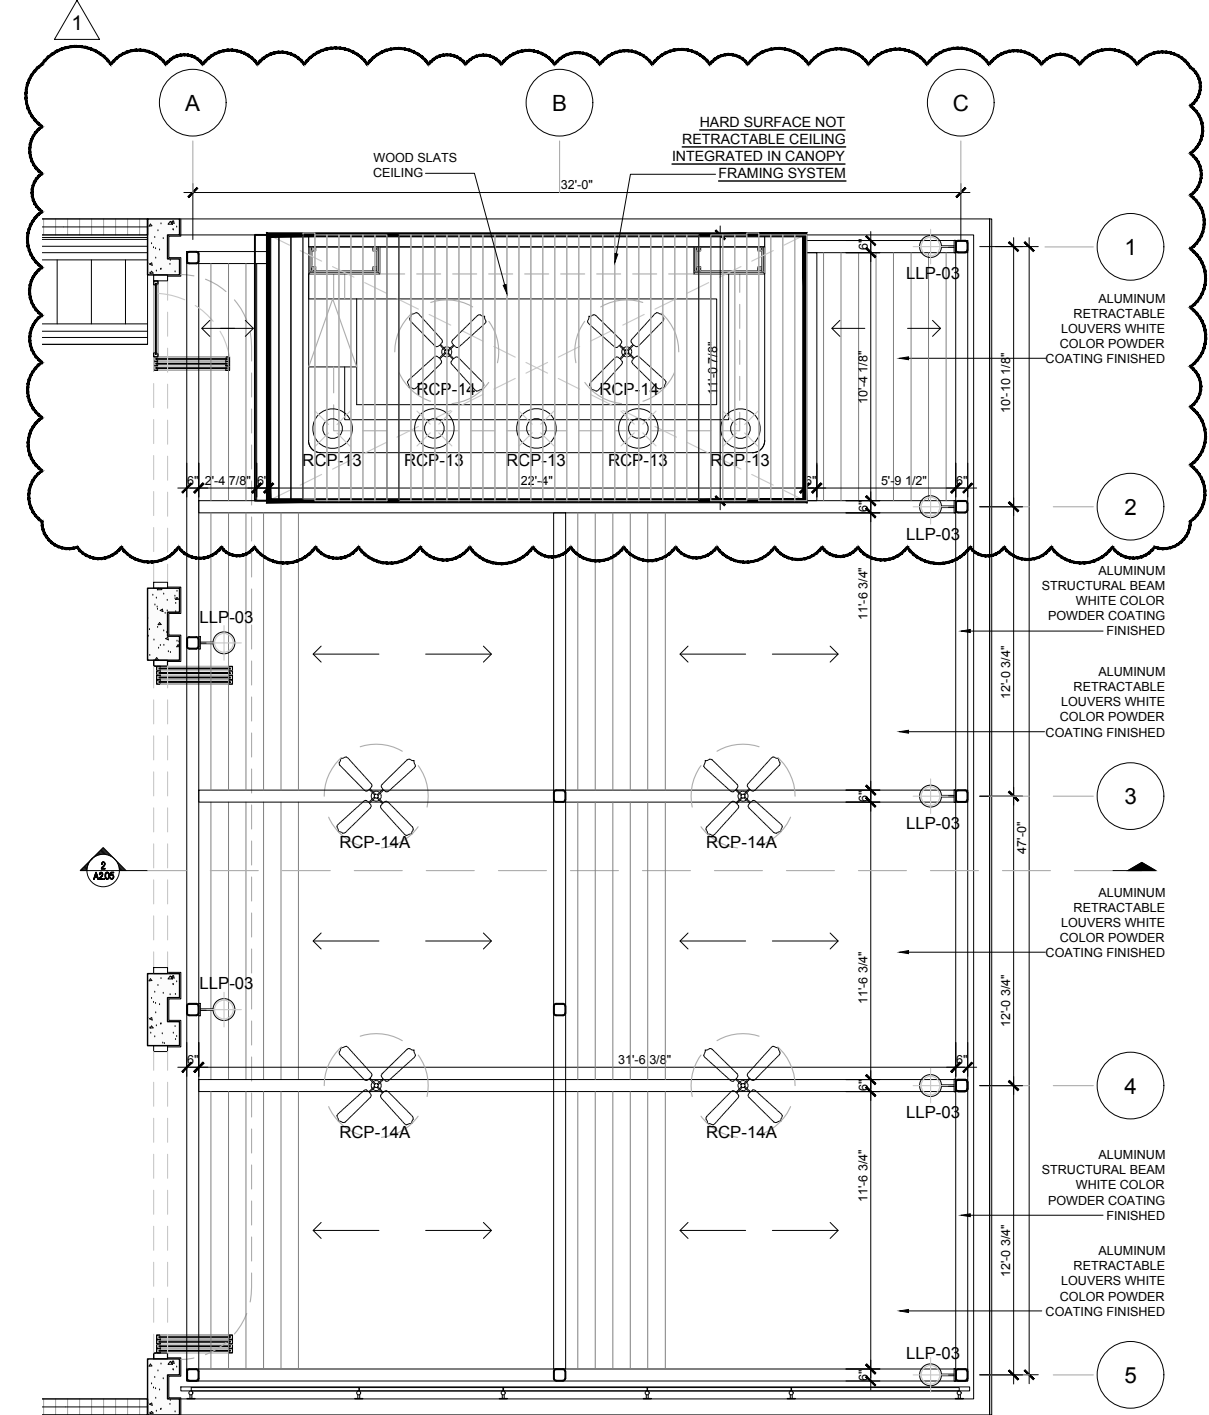 1
A
B
C
HARD SURFACE NOT
RETRACTABLE CEILING
INTEGRATED IN CANOPY
FRAMING SYSTEM
WOOD SLATS
CEILING
32'-0"
1
LLP-03
6"
ALUMINUM
RETRACTABLE
LOUVERS WHITE
COLOR POWDER
COATING FINISHED
11'-0 7/8"
10'-4 1/8"
10'-10 1/8"
RCP-14
RCP-14
RCP-13
RCP-13
RCP-13
RCP-13
RCP-13
6"
2'-4 7/8"
6"
22'-4"
6"
5'-9 1/2"
6"
6"
2
LLP-03
ALUMINUM
STRUCTURAL BEAM
WHITE COLOR
POWDER COATING
FINISHED
11'-6 3/4"
LLP-03
12'-0 3/4"
ALUMINUM
RETRACTABLE
LOUVERS WHITE
COLOR POWDER
COATING FINISHED
3
6"
LLP-03
RCP-14A
RCP-14A
47'-0"
2
A2.05
ALUMINUM
RETRACTABLE
LOUVERS WHITE
COLOR POWDER
COATING FINISHED
11'-6 3/4"
LLP-03
12'-0 3/4"
6"
31'-6 3/8"
6"
6"
4
LLP-03
RCP-14A
RCP-14A
ALUMINUM
STRUCTURAL BEAM
WHITE COLOR
POWDER COATING
FINISHED
11'-6 3/4"
12'-0 3/4"
ALUMINUM
RETRACTABLE
LOUVERS WHITE
COLOR POWDER
COATING FINISHED
LLP-03
6"
5